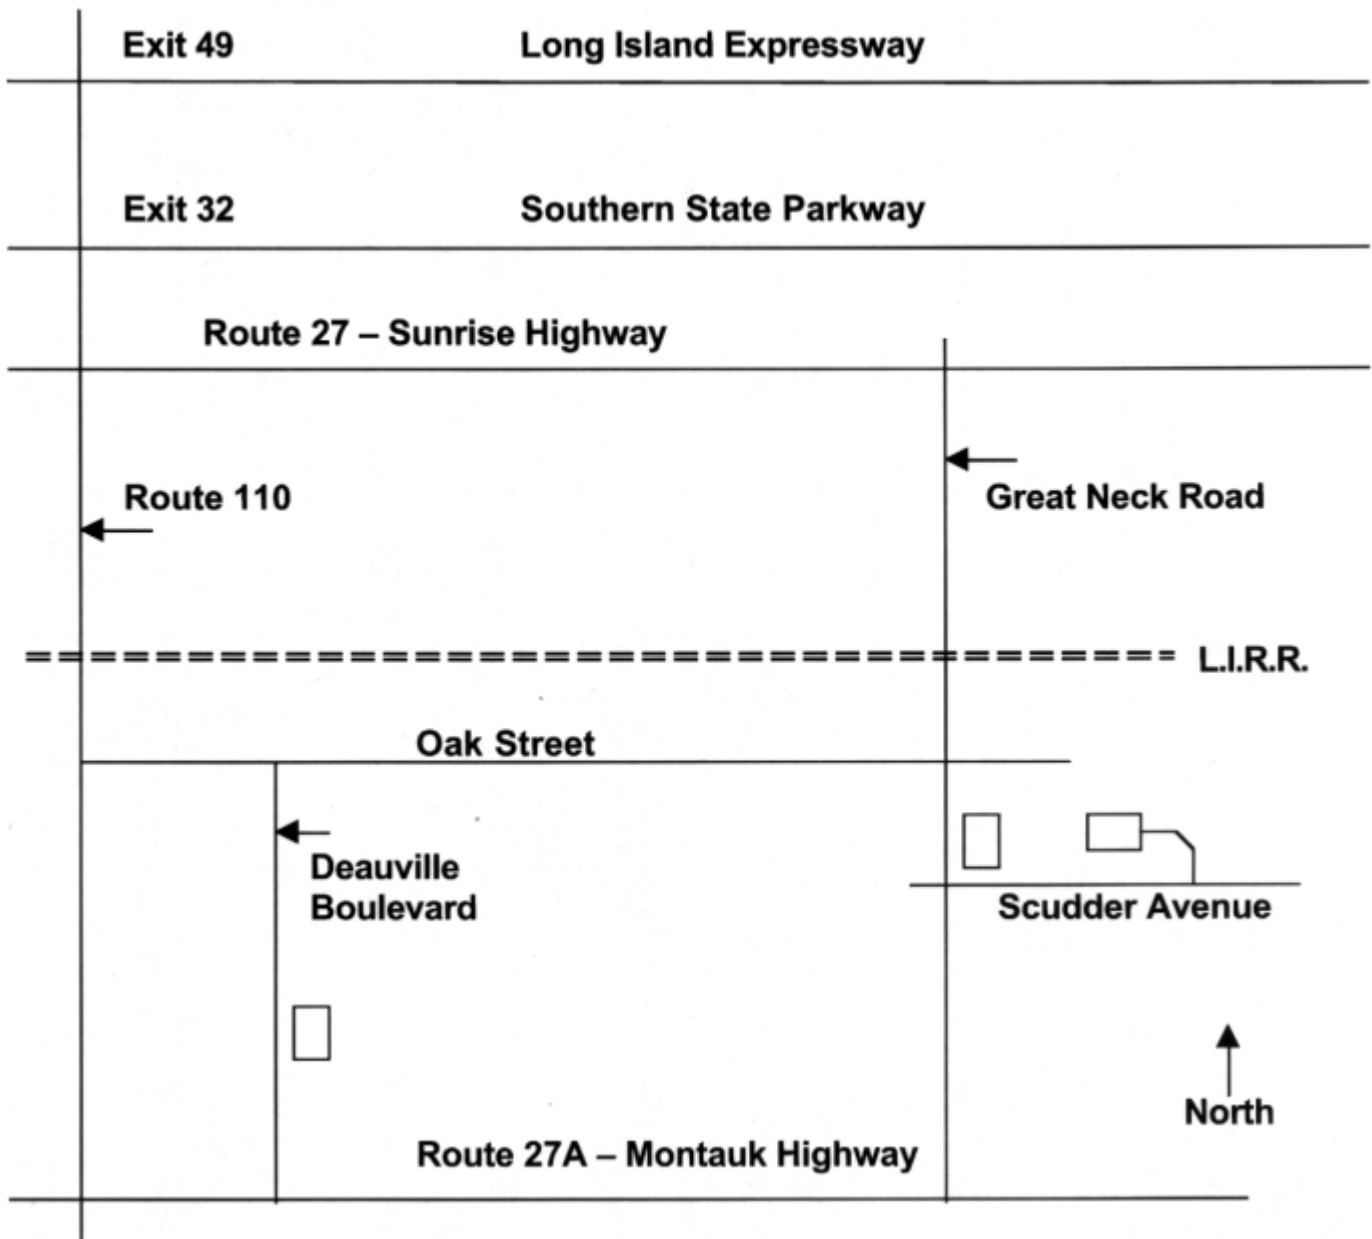 Exit 49
Long Island Expressway
Exit 32
Southern State Parkway
Route 27 – Sunrise Highway
Route 110
Great Neck Road
L.I.R.R.
Oak Street
Deauville
Boulevard
Scudder Avenue
North
Route 27A – Montauk Highway